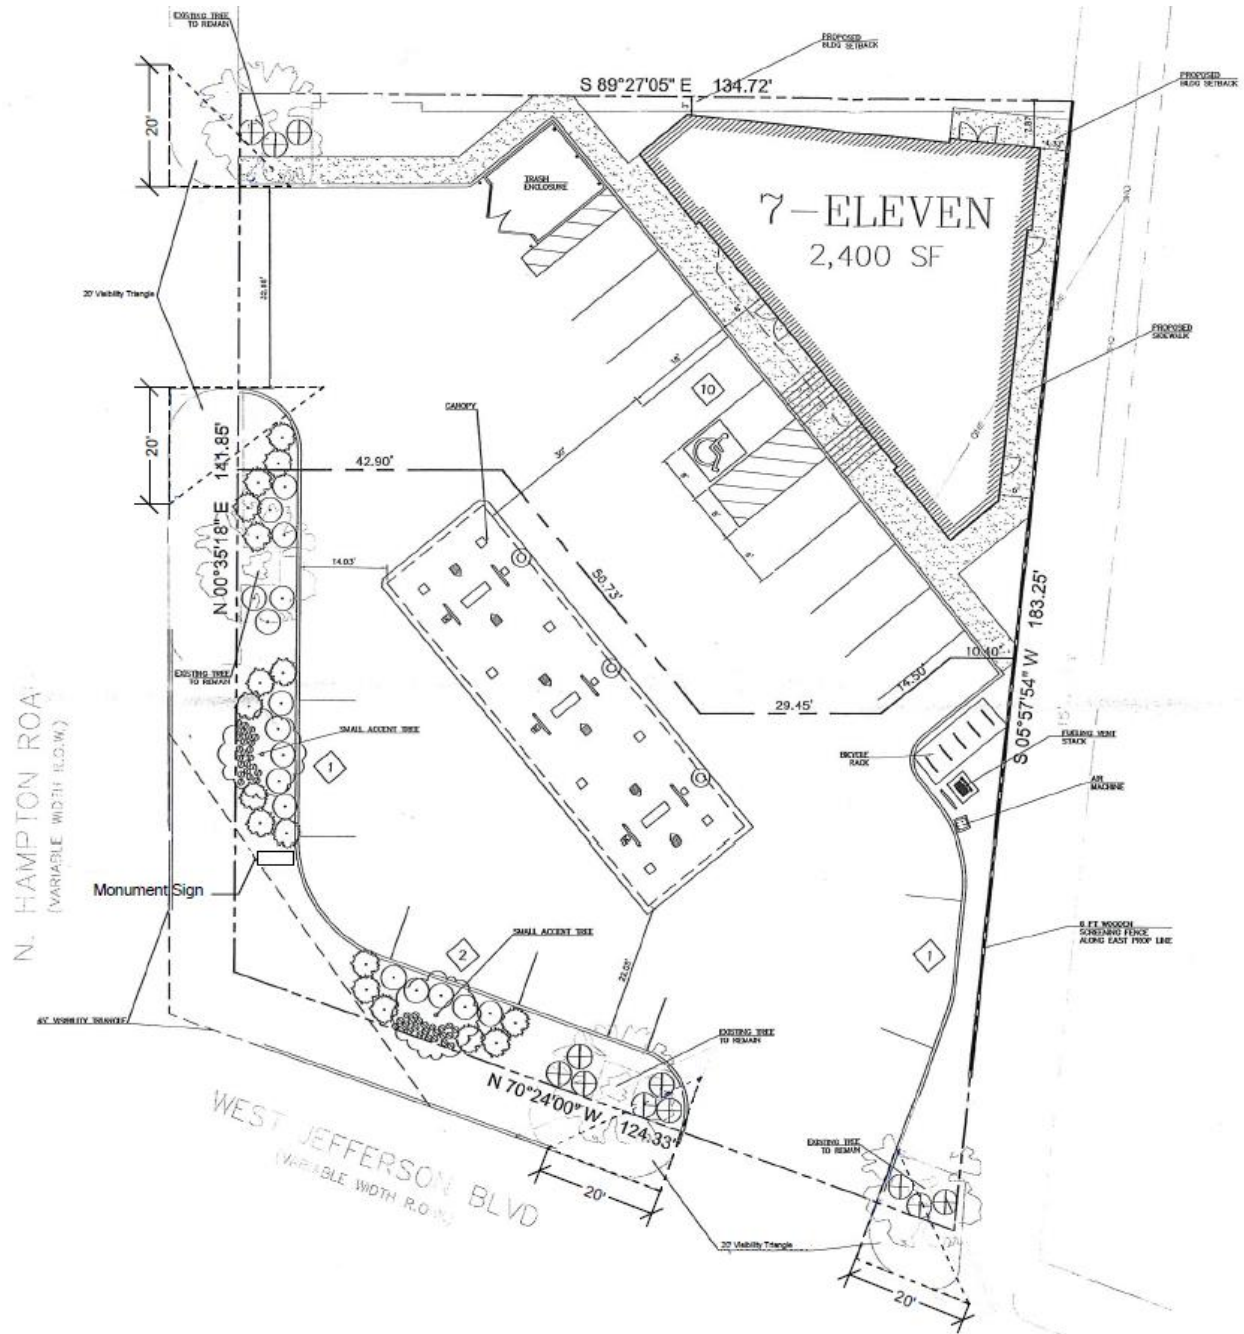 EXISTING TREE
TO REMAIN
PROPOSED
BLDG SETBACK
S 89°27'05" E 134.72'
PROPOSED
BLDG SETBACK
20'
TRASH
ENCLOSURE
7-ELEVEN
2,400 SF
20' Visibility Triangle
PROPOSED
SIDEWALK
18'
10
CANOPY
20'
N 00°35'18" E 141.85'
42.90'
30'
14.03'
50.73'
S 05°57'54" W 183.25'
10.40'
14.50'
29.45'
EXISTING TREE
TO REMAIN
SMALL ACCENT TREE
1
BICYCLE
RACK
FUELING VENT
STACK
AIR
MACHINE
N. HAMPTON ROA
(VARIABLE WIDTH R.O.W.)
Monument Sign
SMALL ACCENT TREE
2
22.05'
1
6 FT WOODEN
SCREENING FENCE
ALONG EAST PROP LINE
45' VISIBILITY TRIANGLE
EXISTING TREE
TO REMAIN
N 70°24'00" W 124.33'
WEST JEFFERSON BLVD
(VARIABLE WIDTH R.O.W.)
EXISTING TREE
TO REMAIN
20'
20' Visibility Triangle
20'